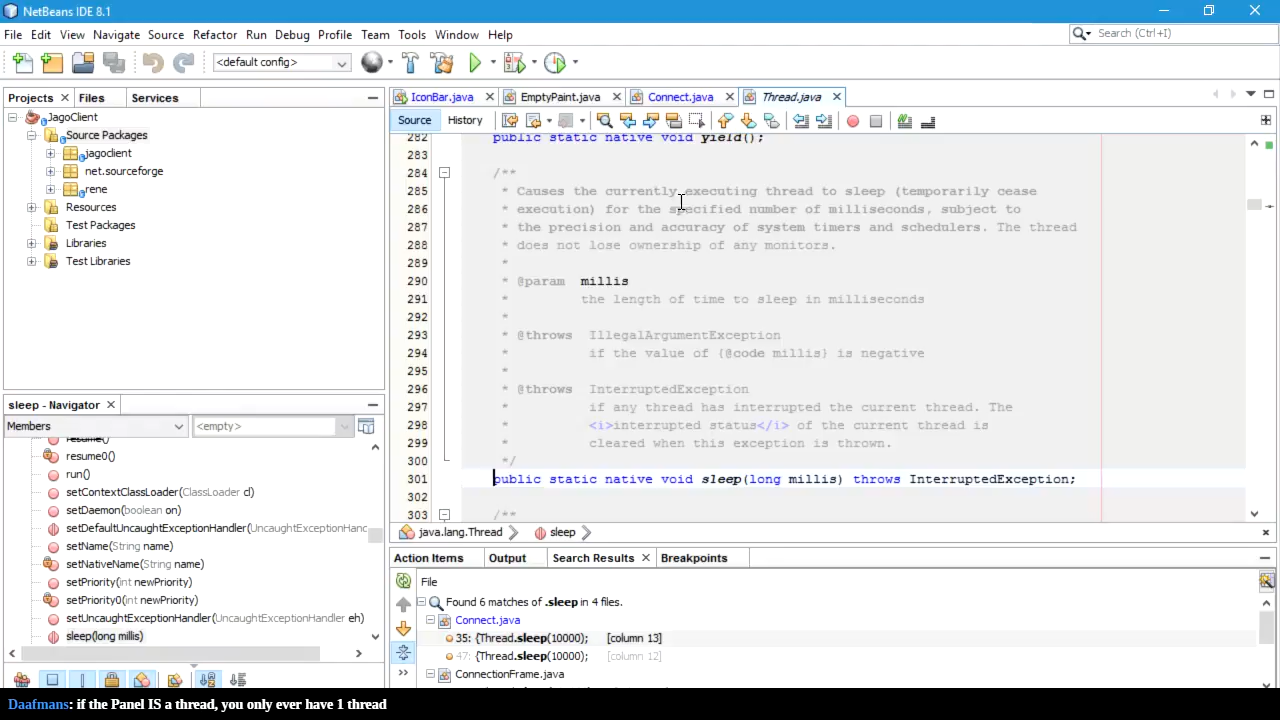 NetBeans IDE 8.1
File Edit View Navigate Source Refactor Run Debug Profile Team Tools Window Help
Search (Ctrl+I)
<default config>
Projects Files Services
JagoClient
Source Packages
jagoclient
net.sourceforge
rene
Resources
Test Packages
Libraries
Test Libraries
sleep - Navigator
Members <empty>
resume()
resume0()
run()
setContextClassLoader(ClassLoader cl)
setDaemon(boolean on)
setDefaultUncaughtExceptionHandler(UncaughtExceptionHanc
setName(String name)
setNativeName(String name)
setPriority(int newPriority)
setPriority0(int newPriority)
setUncaughtExceptionHandler(UncaughtExceptionHandler eh)
sleep(long millis)
IconBar.java EmptyPaint.java Connect.java Thread.java
Source History
282 public static native void yield();
283
284 /**
285 * Causes the currently executing thread to sleep (temporarily cease
286 * execution) for the specified number of milliseconds, subject to
287 * the precision and accuracy of system timers and schedulers. The thread
288 * does not lose ownership of any monitors.
289 *
290 * @param millis
291 * the length of time to sleep in milliseconds
292 *
293 * @throws IllegalArgumentException
294 * if the value of {@code millis} is negative
295 *
296 * @throws InterruptedException
297 * if any thread has interrupted the current thread. The
298 * <i>interrupted status</i> of the current thread is
299 * cleared when this exception is thrown.
300 */
301 public static native void sleep(long millis) throws InterruptedException;
302
303 /**
java.lang.Thread sleep
Action Items Output Search Results Breakpoints
File
Found 6 matches of .sleep in 4 files.
Connect.java
35: {Thread.sleep(10000); [column 13]
47: {Thread.sleep(10000); [column 12]
ConnectionFrame.java
Daafmans: if the Panel IS a thread, you only ever have 1 thread